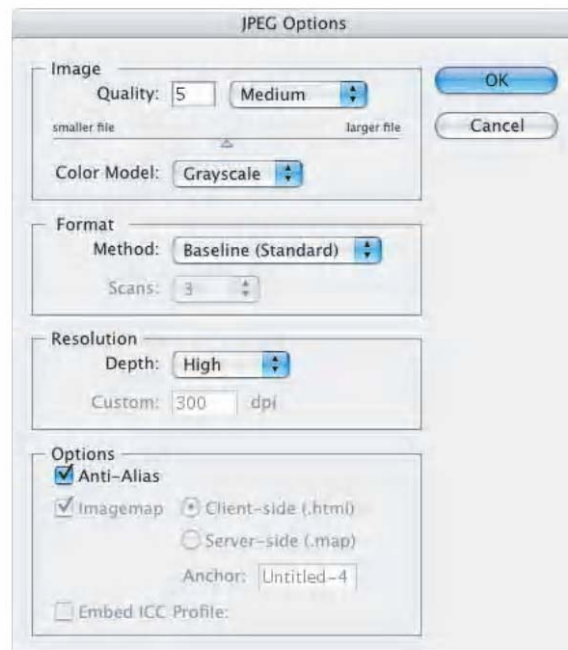 JPEG Options
Image
Quality: 5 Medium
smaller file larger file
Color Model: Grayscale
OK
Cancel
Format
Method: Baseline (Standard)
Scans: 3
Resolution
Depth: High
Custom: 300 dpi
Options
Anti-Alias
Imagemap Client-side (.html)
Server-side (.map)
Anchor: Untitled-4
Embed ICC Profile: